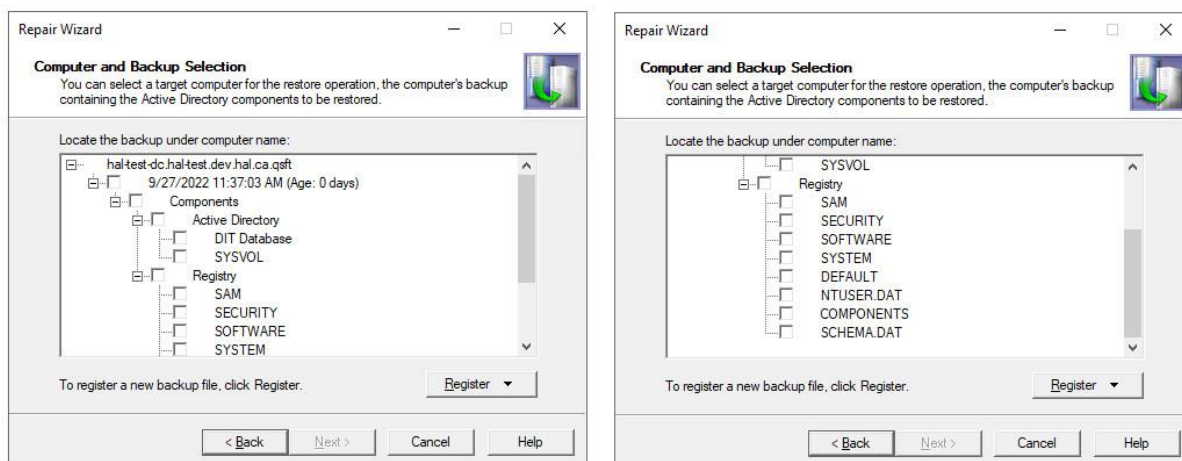 Repair Wizard
Computer and Backup Selection
You can select a target computer for the restore operation, the computer's backup
containing the Active Directory components to be restored.
Locate the backup under computer name:
hal-test-dc.hal-test.dev.hal.ca.qsft
9/27/2022 11:37:03 AM (Age: 0 days)
Components
Active Directory
DIT Database
SYSVOL
Registry
SAM
SECURITY
SOFTWARE
SYSTEM
To register a new backup file, click Register.
Register
< Back
Next >
Cancel
Help
Repair Wizard
Computer and Backup Selection
You can select a target computer for the restore operation, the computer's backup
containing the Active Directory components to be restored.
Locate the backup under computer name:
SYSVOL
Registry
SAM
SECURITY
SOFTWARE
SYSTEM
DEFAULT
NTUSER.DAT
COMPONENTS
SCHEMA.DAT
To register a new backup file, click Register.
Register
< Back
Next >
Cancel
Help